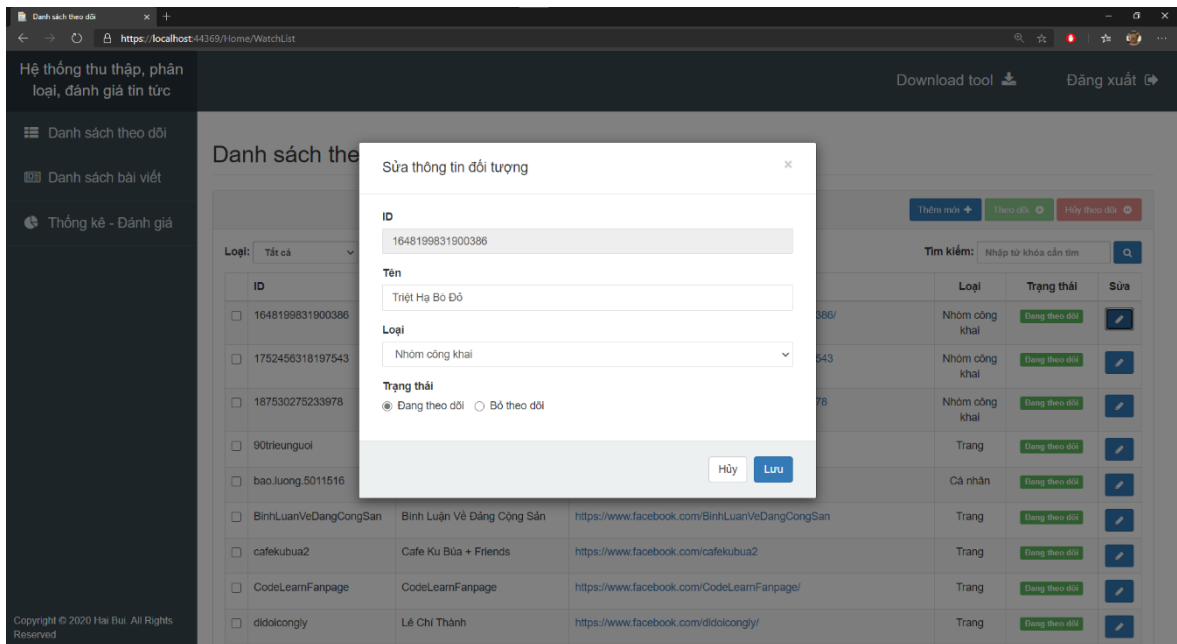 Danh sách theo dõi
https://localhost:44369/Home/WatchList
Hệ thống thu thập, phân
loại, đánh giá tin tức
Download tool
Đăng xuất
Danh sách theo dõi
Danh sách bài viết
Thống kê - Đánh giá
Danh sách the
Sửa thông tin đối tượng
×
ID
1648199831900386
Tên
Triệt Hạ Bò Đỏ
Loại
Nhóm công khai
Trạng thái
Đang theo dõi
Bỏ theo dõi
Hủy
Lưu
Thêm mới
Theo dõi
Hủy theo dõi
Loại:
Tất cả
Tìm kiếm:
Nhập từ khóa cần tìm
ID Loại Trạng thái Sửa
1648199831900386 386/ Nhóm công khai Đang theo dõi
1752456318197543 543 Nhóm công khai Đang theo dõi
187530275233978 78 Nhóm công khai Đang theo dõi
90trieunguoi Trang Đang theo dõi
bao.luong.5011516 Cá nhân Đang theo dõi
BinhLuanVeDangCongSan Bình Luận Về Đảng Cộng Sản https://www.facebook.com/BinhLuanVeDangCongSan Trang Đang theo dõi
cafekubua2 Cafe Ku Búa + Friends https://www.facebook.com/cafekubua2 Trang Đang theo dõi
CodeLearnFanpage CodeLearnFanpage https://www.facebook.com/CodeLearnFanpage/ Trang Đang theo dõi
didoicongly Lê Chí Thành https://www.facebook.com/didoicongly/ Trang Đang theo dõi
Copyright © 2020 Hai Bui. All Rights
Reserved